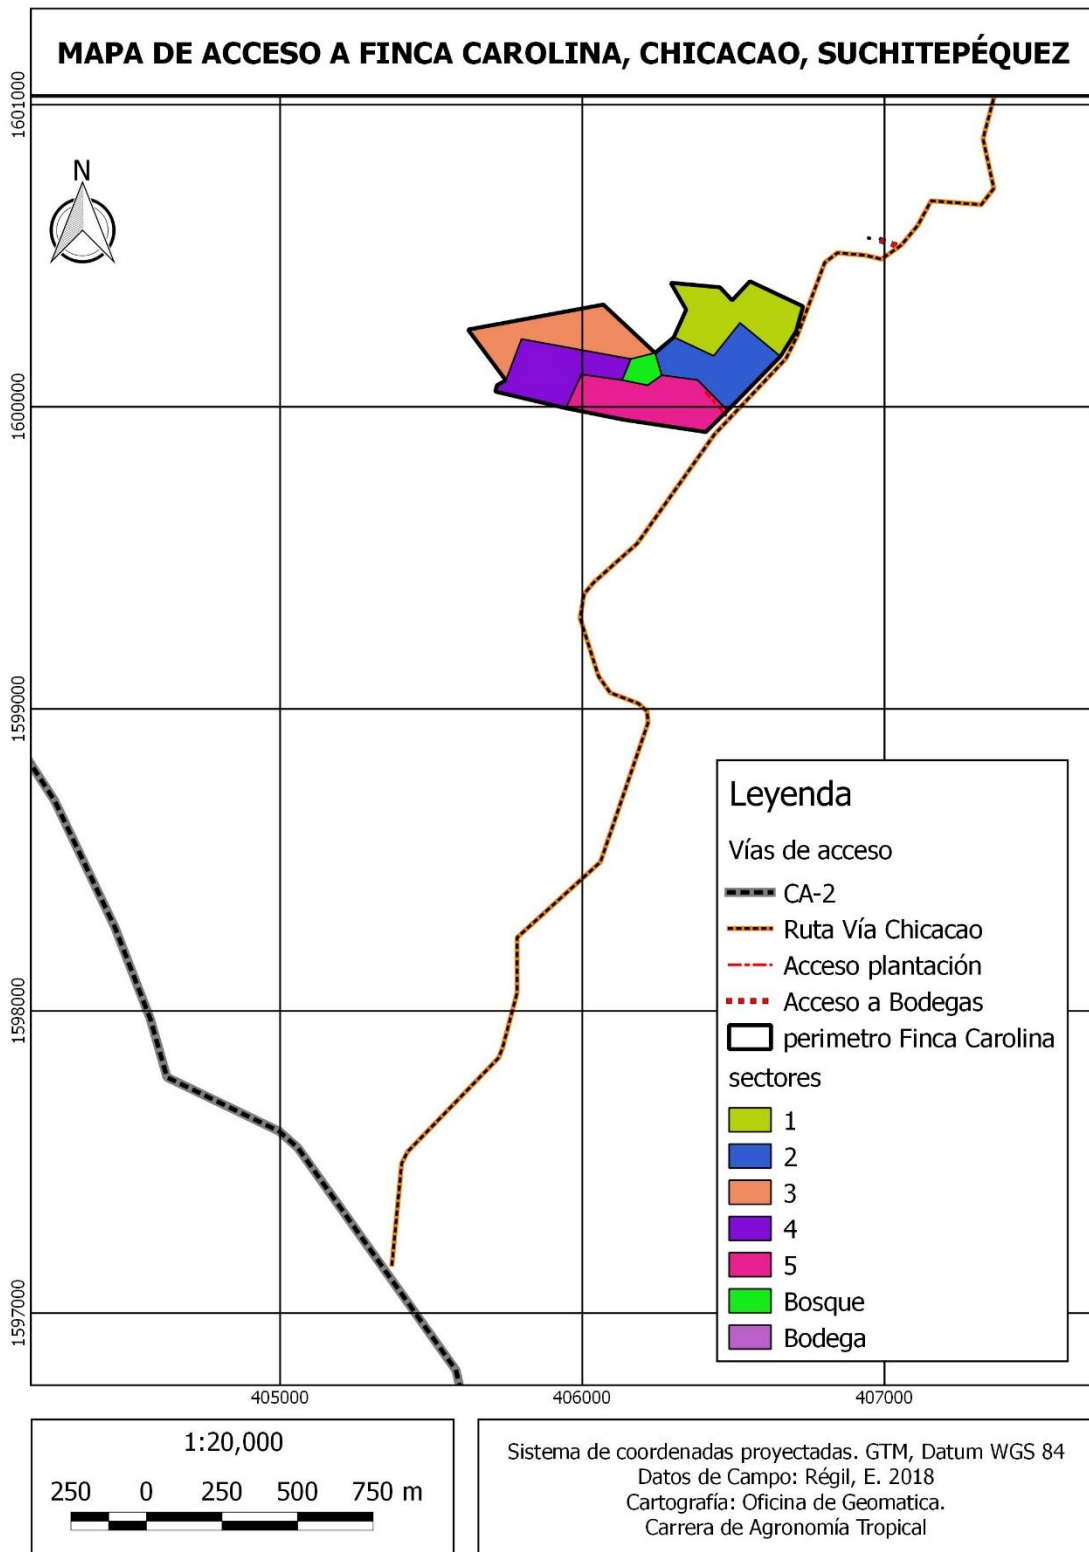 MAPA DE ACCESO A FINCA CAROLINA, CHICACAO, SUCHITEPÉQUEZ
1601000
N
1600000
1599000
1598000
1597000
Leyenda
Vías de acceso
CA-2
Ruta Vía Chicacao
Acceso plantación
Acceso a Bodegas
perimetro Finca Carolina
sectores
1
2
3
4
5
Bosque
Bodega
405000 406000 407000
1:20,000
250 0 250 500 750 m
Sistema de coordenadas proyectadas. GTM, Datum WGS 84
Datos de Campo: Régil, E. 2018
Cartografía: Oficina de Geomatica.
Carrera de Agronomía Tropical